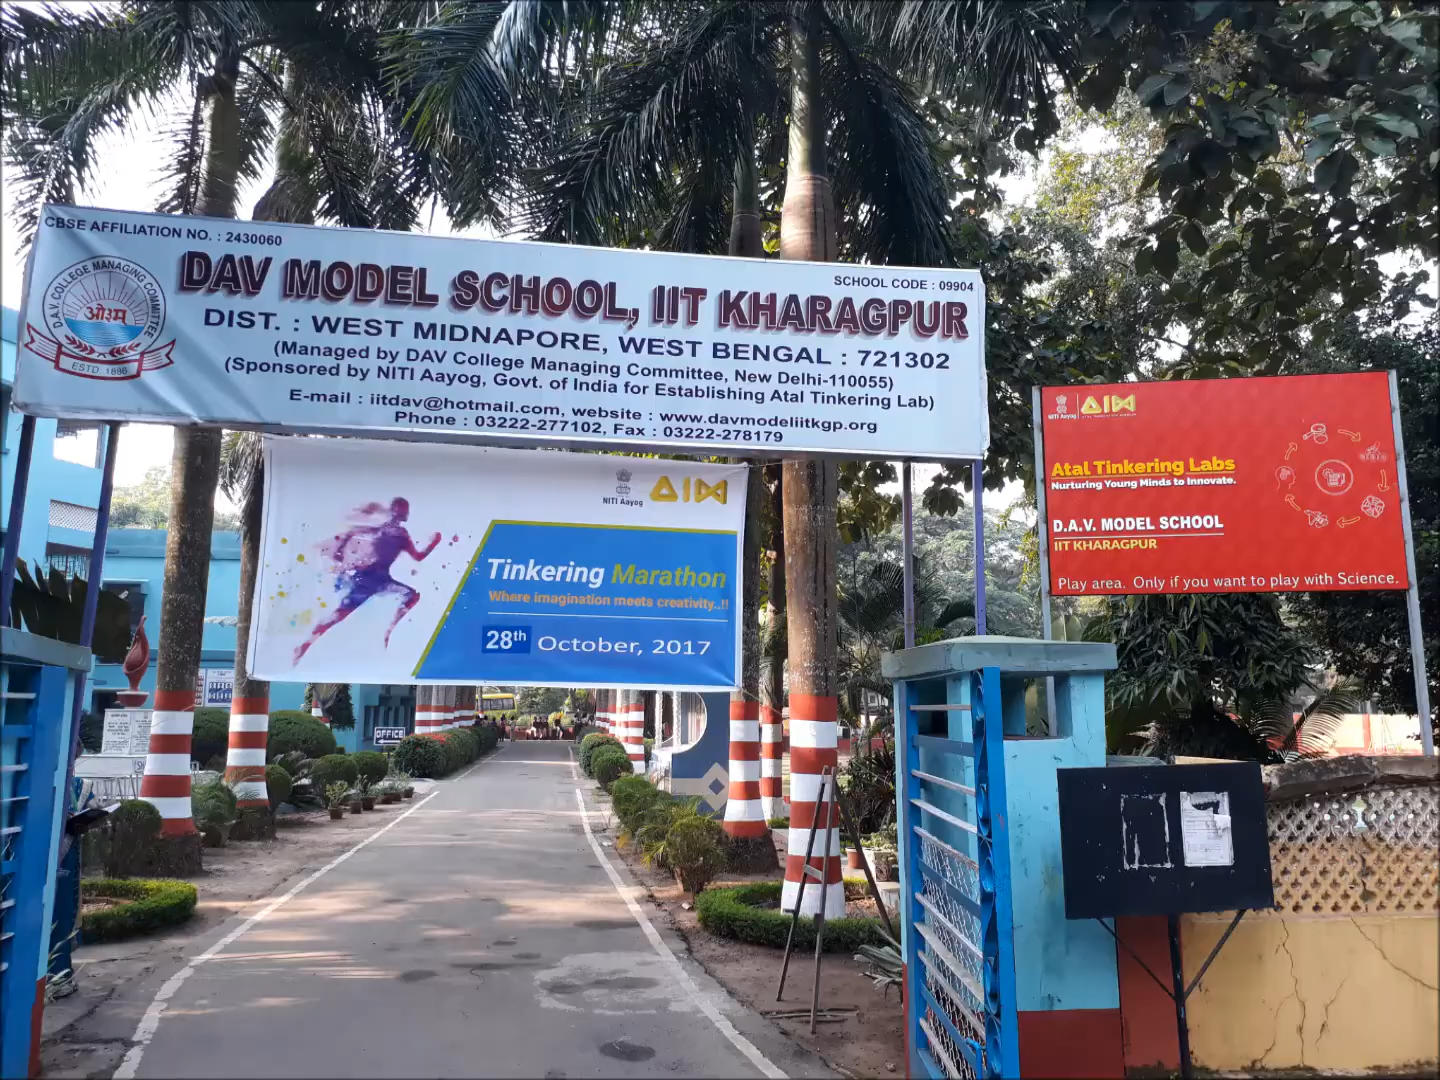 CBSE AFFILIATION NO. : 2430060
SCHOOL CODE : 09904
D.A.V. COLLEGE MANAGING COMMITTEE
ओ३म्
ESTD. 1886
DAV MODEL SCHOOL, IIT KHARAGPUR
DIST. : WEST MIDNAPORE, WEST BENGAL : 721302
(Managed by DAV College Managing Committee, New Delhi-110055)
(Sponsored by NITI Aayog, Govt. of India for Establishing Atal Tinkering Lab)
E-mail : iitdav@hotmail.com, website : www.davmodeliitkgp.org
Phone : 03222-277102, Fax : 03222-278179
NITI Aayog
AIM
Tinkering Marathon
Where imagination meets creativity..!!
28th October, 2017
NITI Aayog
AIM
Atal Tinkering Labs
Nurturing Young Minds to Innovate.
D.A.V. MODEL SCHOOL
IIT KHARAGPUR
Play area. Only if you want to play with Science.
OFFICE